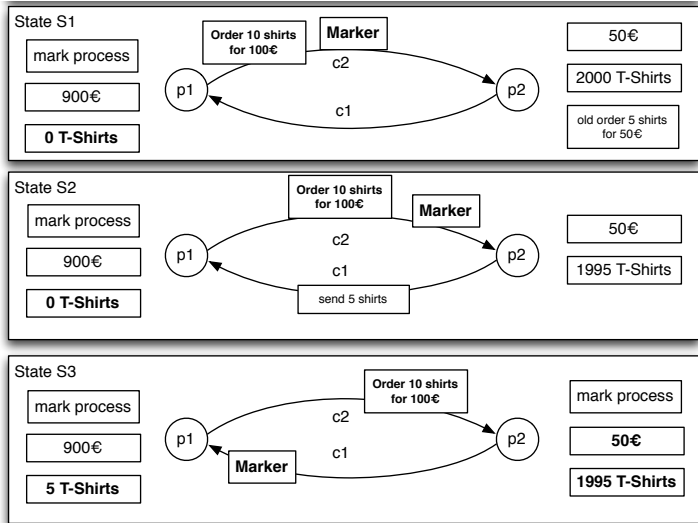 State S1
mark process
900€
0 T-Shirts
Order 10 shirts
for 100€
Marker
p1
c2
c1
p2
50€
2000 T-Shirts
old order 5 shirts
for 50€
State S2
mark process
900€
0 T-Shirts
Order 10 shirts
for 100€
Marker
p1
c2
c1
p2
send 5 shirts
50€
1995 T-Shirts
State S3
mark process
900€
5 T-Shirts
Order 10 shirts
for 100€
p1
c2
c1
p2
Marker
mark process
50€
1995 T-Shirts